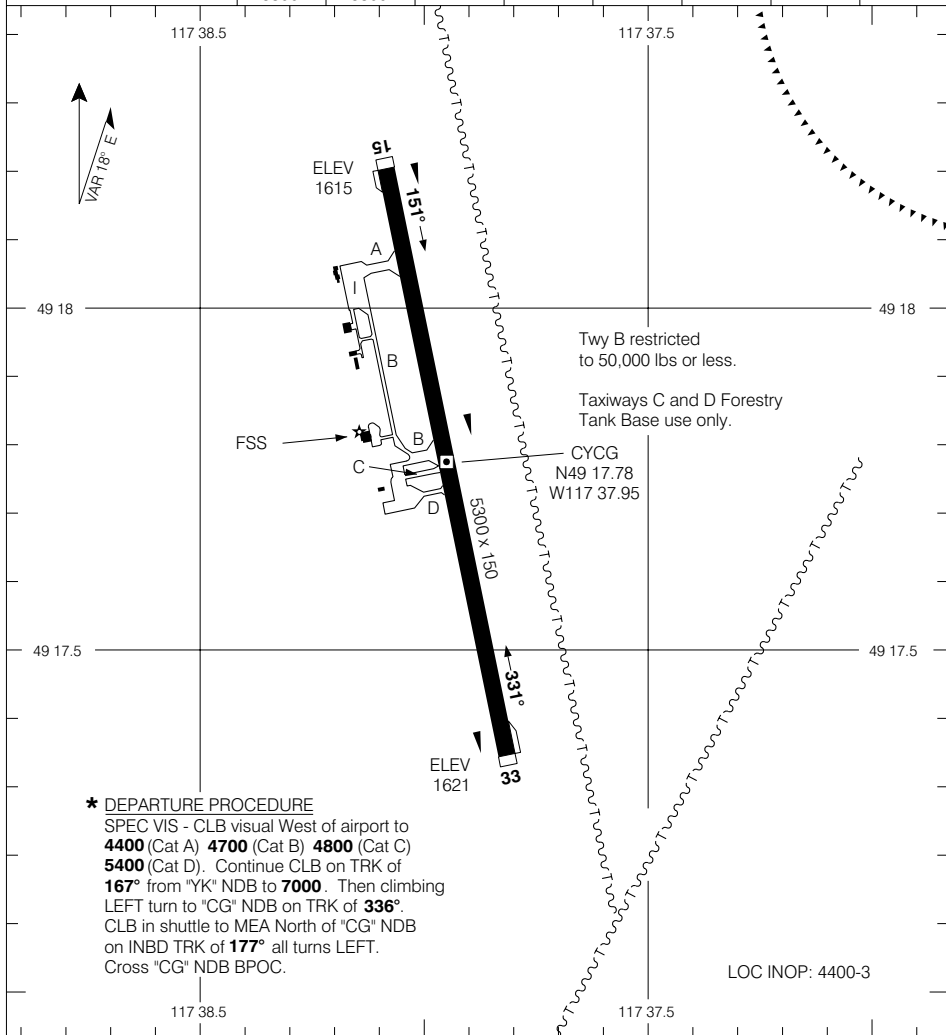 117 38.5
117 37.5
VAR 18° E
15
ELEV
1615
151°
A
49 18
49 18
B
Twy B restricted
to 50,000 lbs or less.
Taxiways C and D Forestry
Tank Base use only.
FSS
B
C
CYCG
N49 17.78
W117 37.95
D
5300 x 150
49 17.5
49 17.5
331°
ELEV
1621
33
* DEPARTURE PROCEDURE
SPEC VIS - CLB visual West of airport to
4400 (Cat A) 4700 (Cat B) 4800 (Cat C)
5400 (Cat D). Continue CLB on TRK of
167° from "YK" NDB to 7000. Then climbing
LEFT turn to "CG" NDB on TRK of 336°.
CLB in shuttle to MEA North of "CG" NDB
on INBD TRK of 177° all turns LEFT.
Cross "CG" NDB BPOC.
LOC INOP: 4400-3
117 38.5
117 37.5